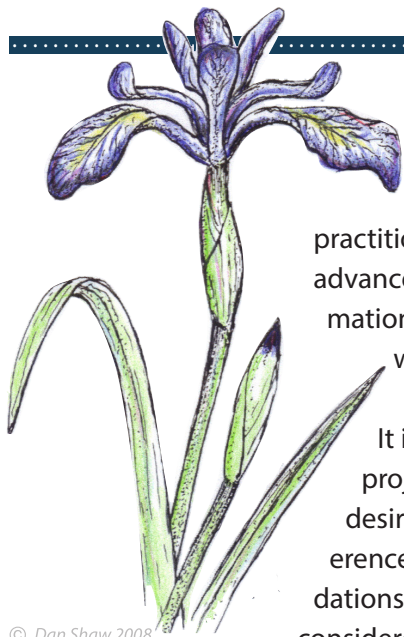 practitio
advance
mation
w
It i
proj
desir
erence
dations
consider
© Dan Shaw 2008